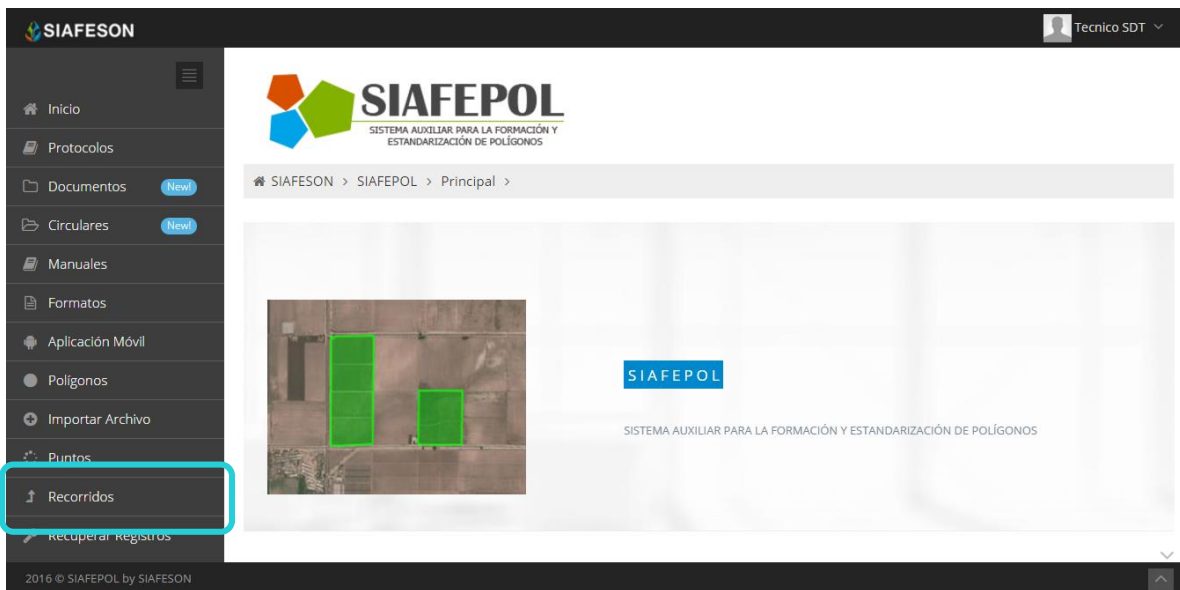 SIAFESON
Tecnico SDT
Inicio
Protocolos
Documentos New!
Circulares New!
Manuales
Formatos
Aplicación Móvil
Polígonos
Importar Archivo
Puntos
Recorridos
Recuperar Registros
SIAFEPOL
SISTEMA AUXILIAR PARA LA FORMACIÓN Y
ESTANDARIZACIÓN DE POLÍGONOS
SIAFESON > SIAFEPOL > Principal >
SIAFEPOL
SISTEMA AUXILIAR PARA LA FORMACIÓN Y ESTANDARIZACIÓN DE POLÍGONOS
2016 © SIAFEPOL by SIAFESON